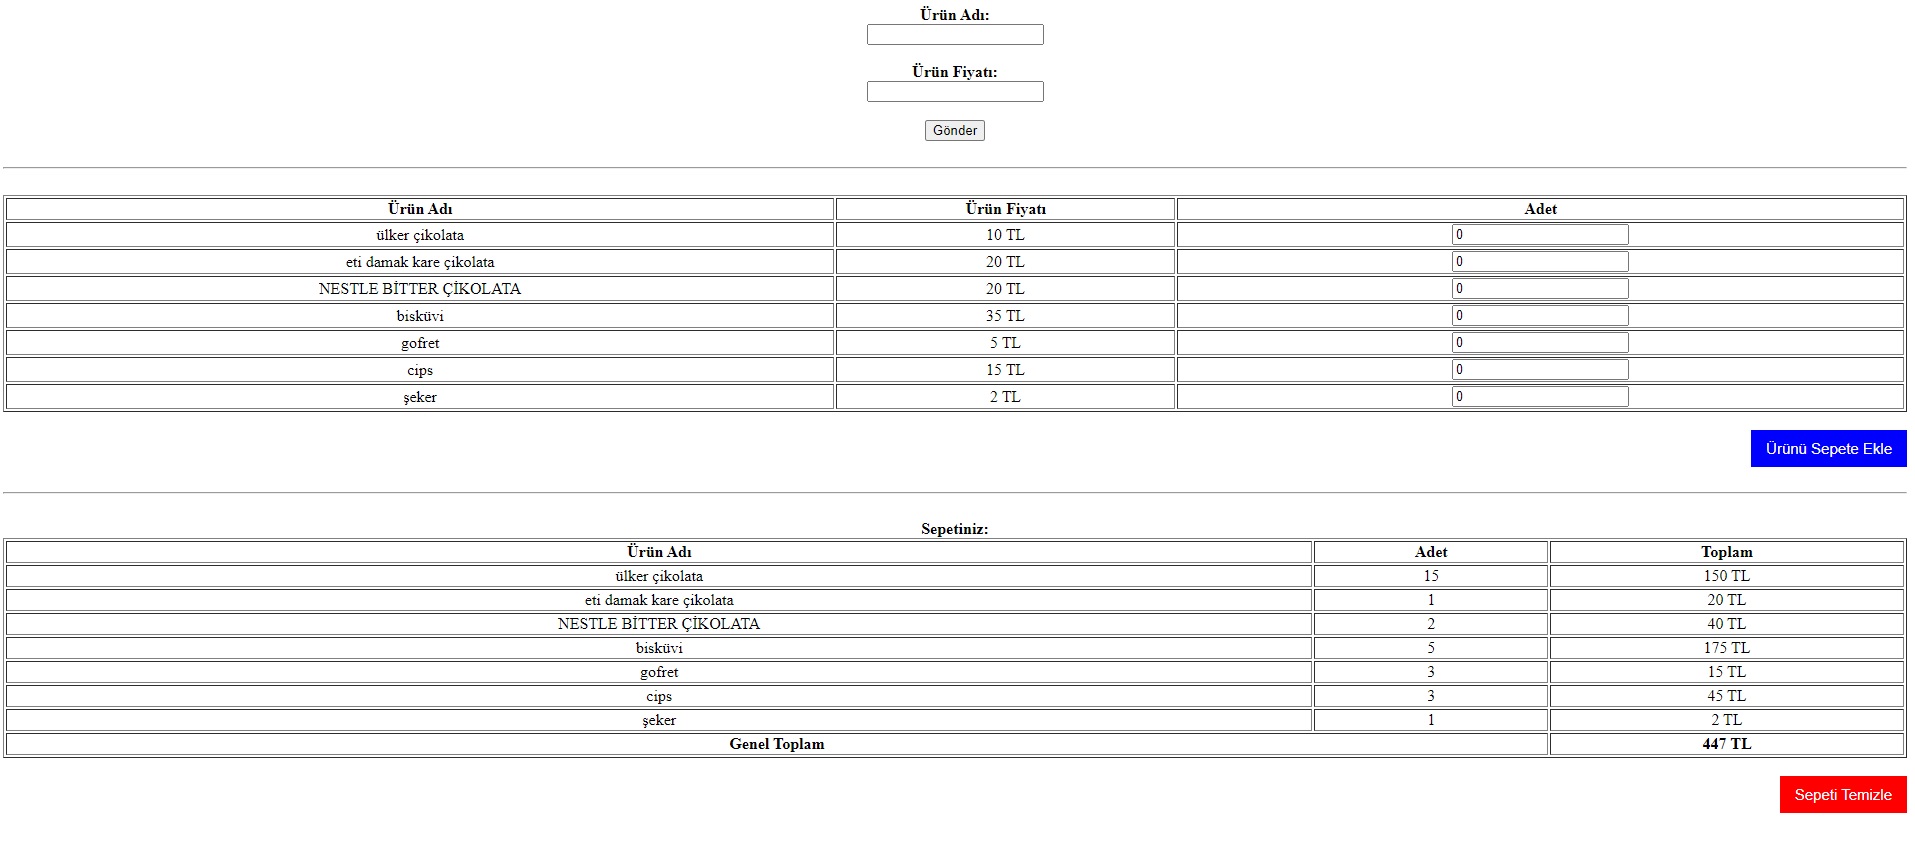 Ürün Adı:
Ürün Fiyatı:
Gönder
Ürün Adı Ürün Fiyatı Adet
ülker çikolata 10 TL 0
eti damak kare çikolata 20 TL 0
NESTLE BİTTER ÇİKOLATA 20 TL 0
bisküvi 35 TL 0
gofret 5 TL 0
cips 15 TL 0
şeker 2 TL 0
Ürünü Sepete Ekle
Sepetiniz:
Ürün Adı Adet Toplam
ülker çikolata 15 150 TL
eti damak kare çikolata 1 20 TL
NESTLE BİTTER ÇİKOLATA 2 40 TL
bisküvi 5 175 TL
gofret 3 15 TL
cips 3 45 TL
şeker 1 2 TL
Genel Toplam 447 TL
Sepeti Temizle